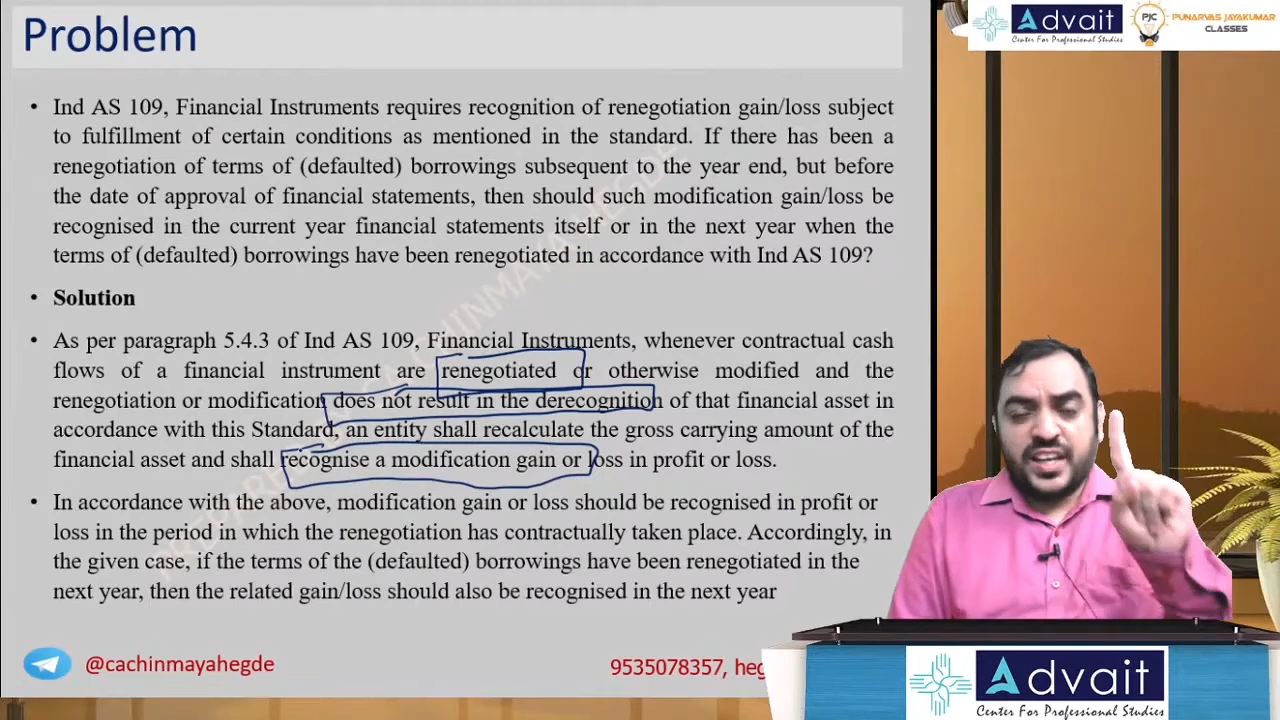 Problem
Advait
Center For Professional Studies
PJC
PUNARVAS JAYAKUMAR
CLASSES
• Ind AS 109, Financial Instruments requires recognition of renegotiation gain/loss subject
to fulfillment of certain conditions as mentioned in the standard. If there has been a
renegotiation of terms of (defaulted) borrowings subsequent to the year end, but before
the date of approval of financial statements, then should such modification gain/loss be
recognised in the current year financial statements itself or in the next year when the
terms of (defaulted) borrowings have been renegotiated in accordance with Ind AS 109?
• Solution
• As per paragraph 5.4.3 of Ind AS 109, Financial Instruments, whenever contractual cash
flows of a financial instrument are renegotiated or otherwise modified and the
renegotiation or modification does not result in the derecognition of that financial asset in
accordance with this Standard, an entity shall recalculate the gross carrying amount of the
financial asset and shall recognise a modification gain or loss in profit or loss.
• In accordance with the above, modification gain or loss should be recognised in profit or
loss in the period in which the renegotiation has contractually taken place. Accordingly, in
the given case, if the terms of the (defaulted) borrowings have been renegotiated in the
next year, then the related gain/loss should also be recognised in the next year
@cachinmayahegde
9535078357, heg
Advait
Center For Professional Studies